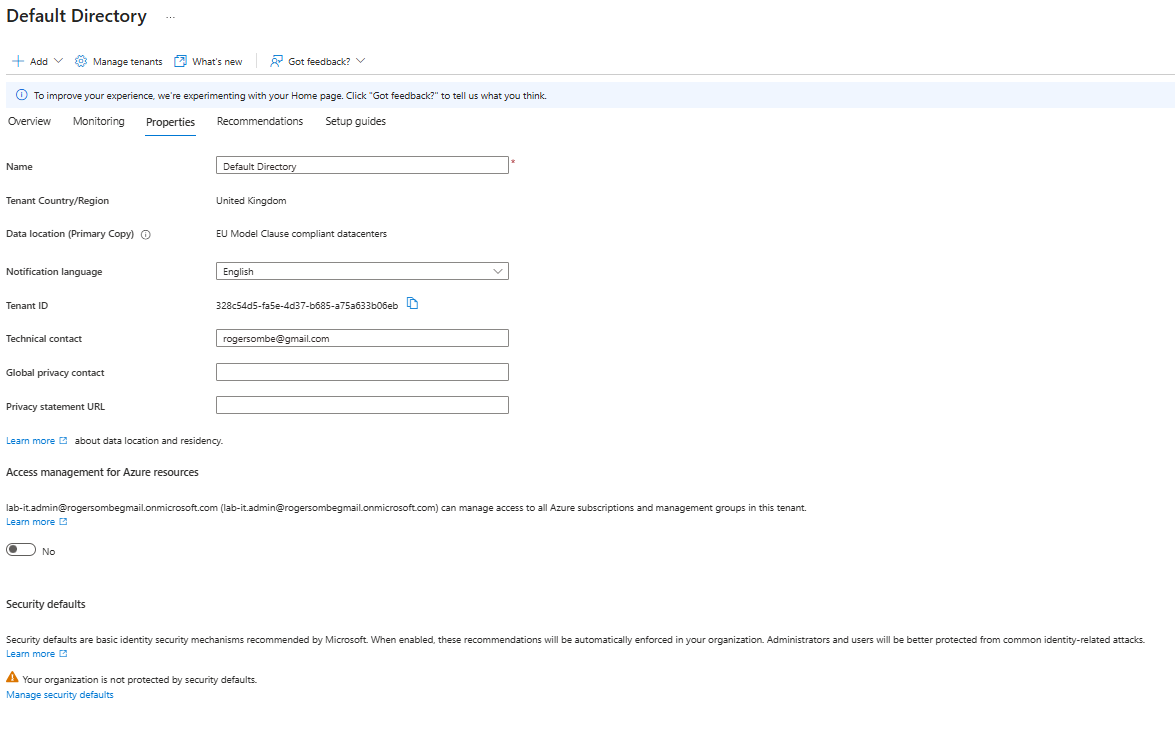 Default Directory ...
Add Manage tenants What's new Got feedback?
To improve your experience, we're experimenting with your Home page. Click "Got feedback?" to tell us what you think.
Overview Monitoring Properties Recommendations Setup guides
Name Default Directory *
Tenant Country/Region United Kingdom
Data location (Primary Copy) EU Model Clause compliant datacenters
Notification language English
Tenant ID 328c54d5-fa5e-4d37-b685-a75a633b06eb
Technical contact rogersombe@gmail.com
Global privacy contact
Privacy statement URL
Learn more about data location and residency.
Access management for Azure resources
lab-it.admin@rogersombegmail.onmicrosoft.com (lab-it.admin@rogersombegmail.onmicrosoft.com) can manage access to all Azure subscriptions and management groups in this tenant.
Learn more
No
Security defaults
Security defaults are basic identity security mechanisms recommended by Microsoft. When enabled, these recommendations will be automatically enforced in your organization. Administrators and users will be better protected from common identity-related attacks.
Learn more
Your organization is not protected by security defaults.
Manage security defaults